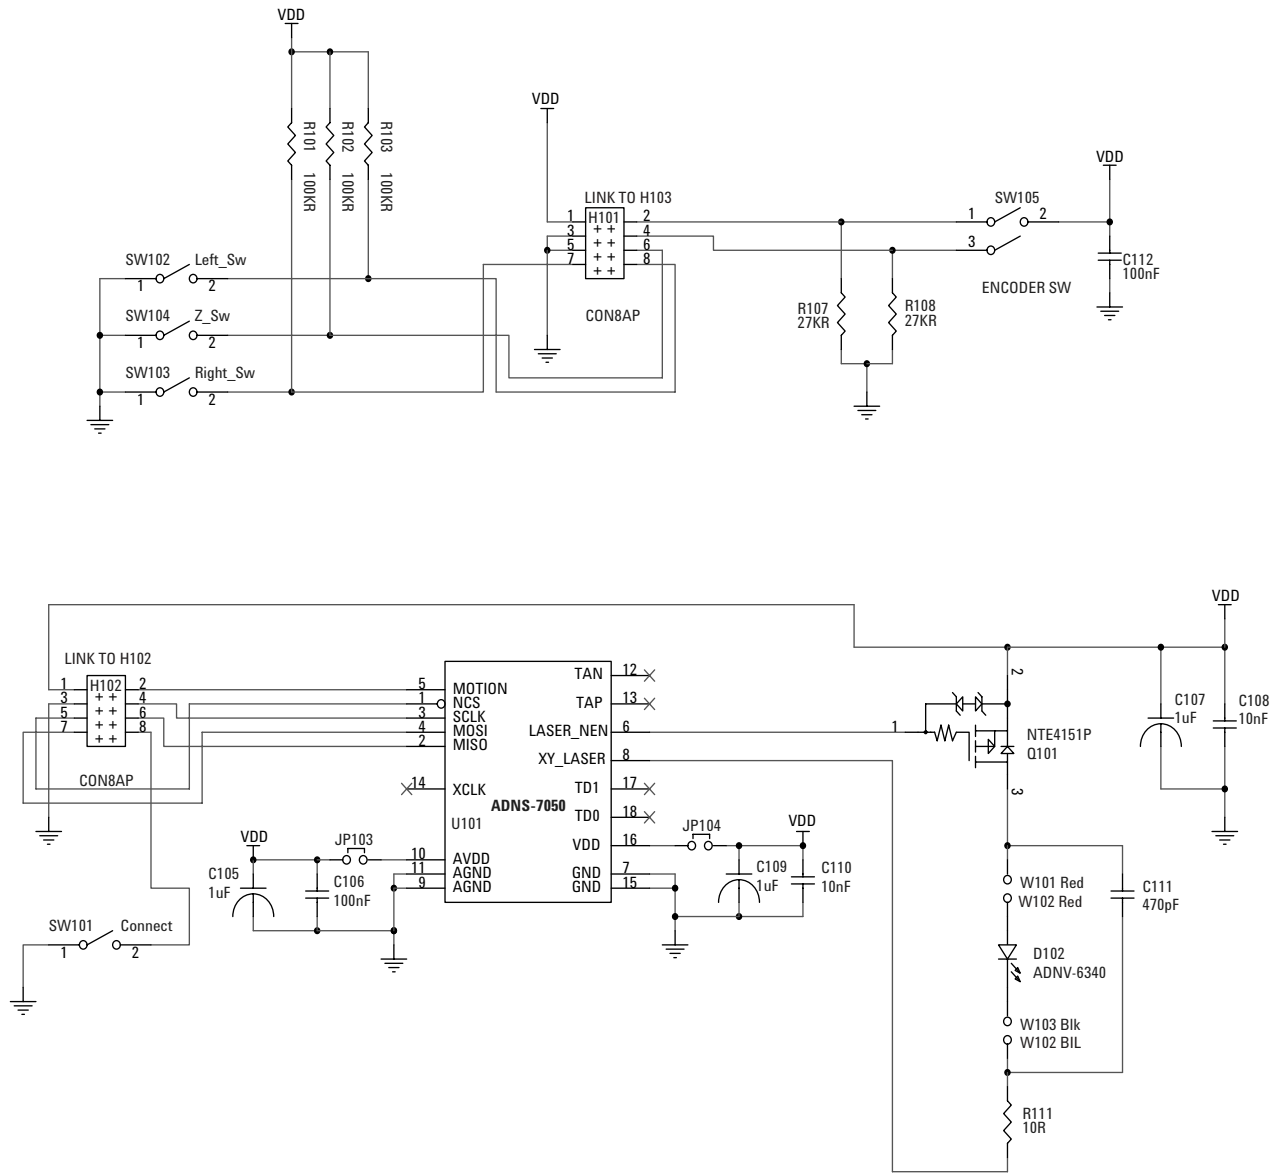 VDD
R101
100KR
R102
100KR
R103
100KR
VDD
LINK TO H103
H101
1
3
5
7
2
4
6
8
CON8AP
SW102
Left_Sw
1
2
SW104
Z_Sw
1
2
SW103
Right_Sw
1
2
R107
27KR
R108
27KR
SW105
1
2
3
ENCODER SW
VDD
C112
100nF
LINK TO H102
H102
1
3
5
7
2
4
6
8
CON8AP
SW101
Connect
1
2
5
1
3
4
2
14
10
11
9
MOTION
NCS
SCLK
MOSI
MISO
XCLK
ADNS-7050
U101
AVDD
AGND
AGND
TAN
TAP
LASER_NEN
XY_LASER
TD1
TD0
VDD
GND
GND
12
13
6
8
17
18
16
7
15
VDD
JP103
C105
1uF
C106
100nF
JP104
VDD
C109
1uF
C110
10nF
VDD
1
2
3
NTE4151P
Q101
C107
1uF
C108
10nF
W101 Red
W102 Red
C111
470pF
D102
ADNV-6340
W103 Blk
W102 BIL
R111
10R